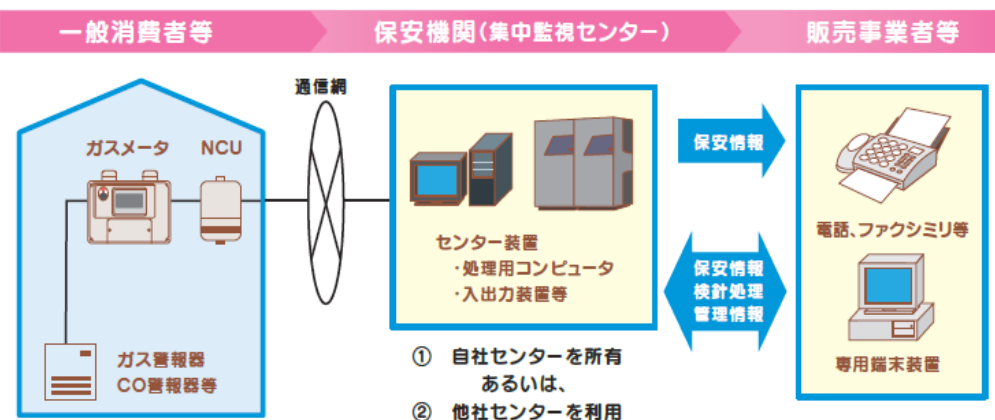 一般消費者等
保安機関(集中監視センター)
販売事業者等
通信網
ガスメータ
NCU
ガス警報器
CO警報器等
センター装置
・処理用コンピュータ
・入出力装置等
① 自社センターを所有
あるいは、
② 他社センターを利用
保安情報
保安情報
検針処理
管理情報
電話、ファクシミリ等
専用端末装置